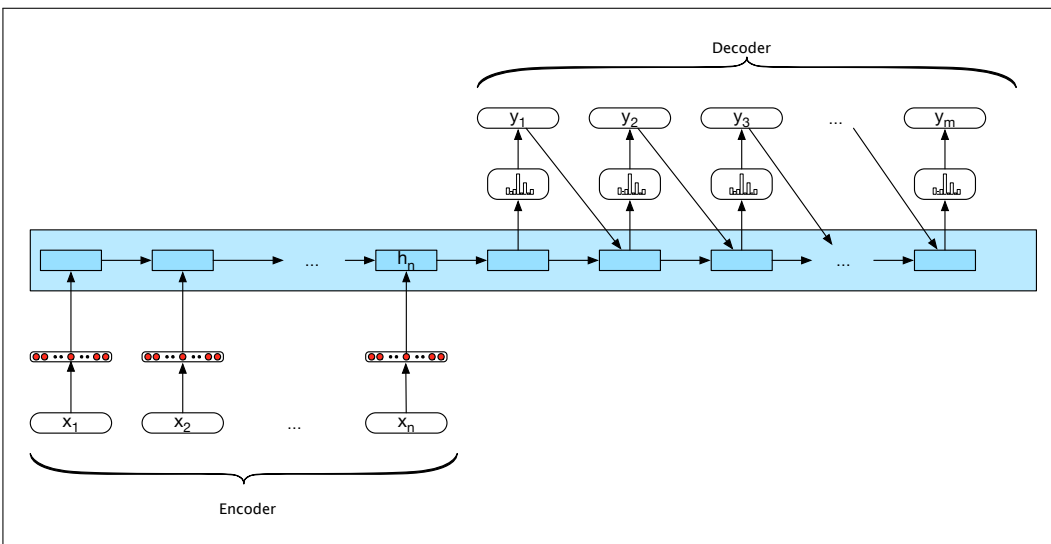 Decoder
y1 y2 y3 ... ym
... hn ...
x1 x2 ... xn
Encoder